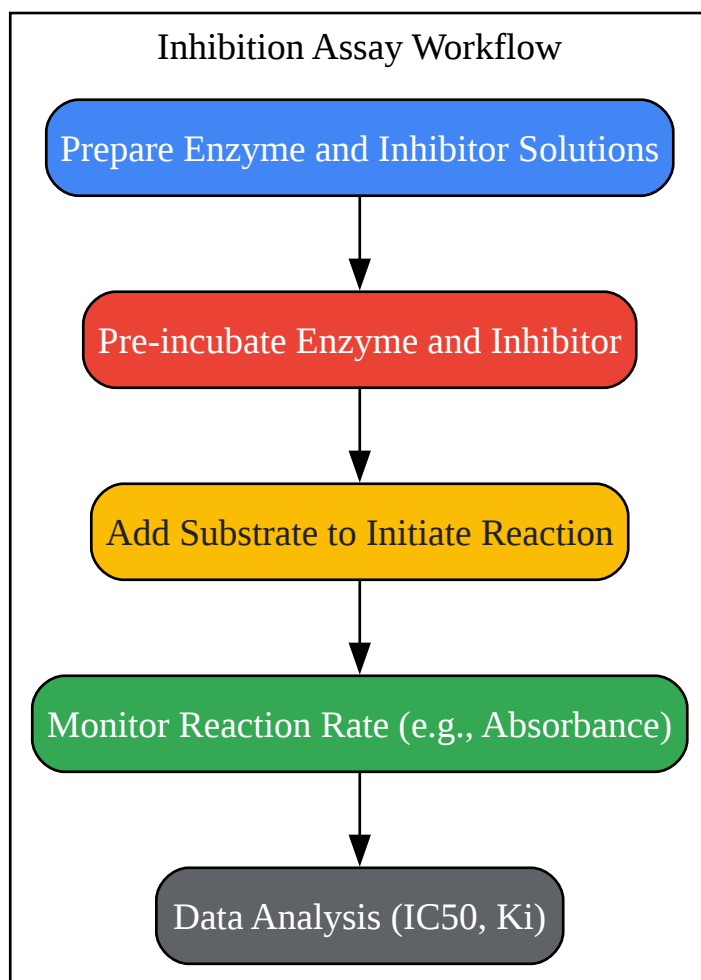 Inhibition Assay Workflow
Prepare Enzyme and Inhibitor Solutions
Pre-incubate Enzyme and Inhibitor
Add Substrate to Initiate Reaction
Monitor Reaction Rate (e.g., Absorbance)
Data Analysis (IC50, Ki)